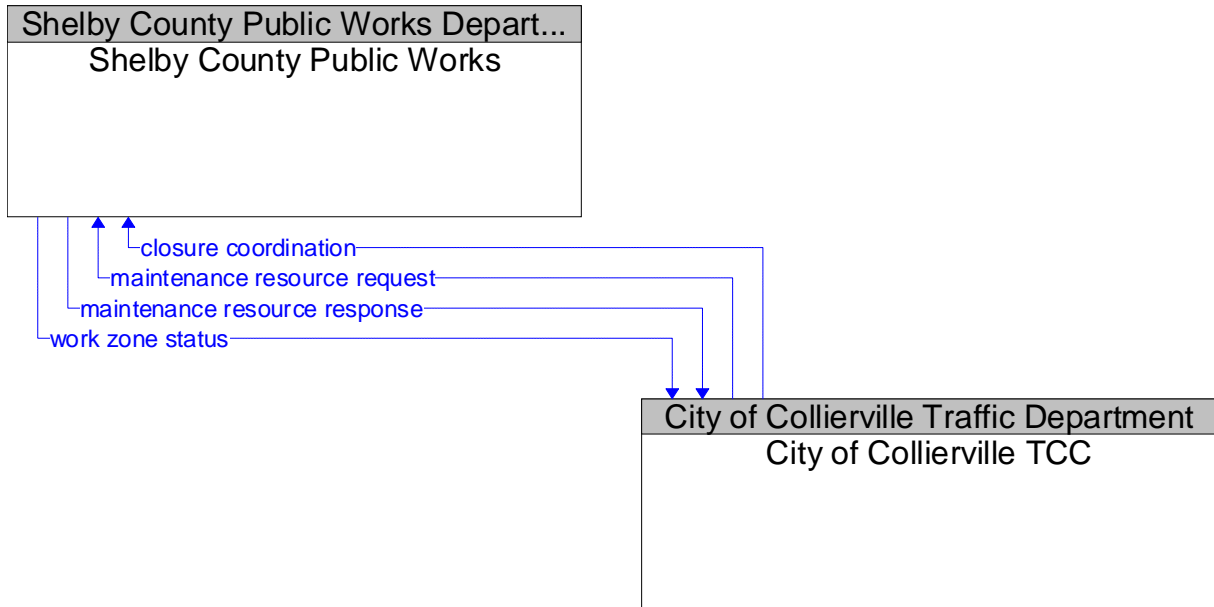 Shelby County Public Works Depart...
Shelby County Public Works
closure coordination
maintenance resource request
maintenance resource response
work zone status
City of Collierville Traffic Department
City of Collierville TCC